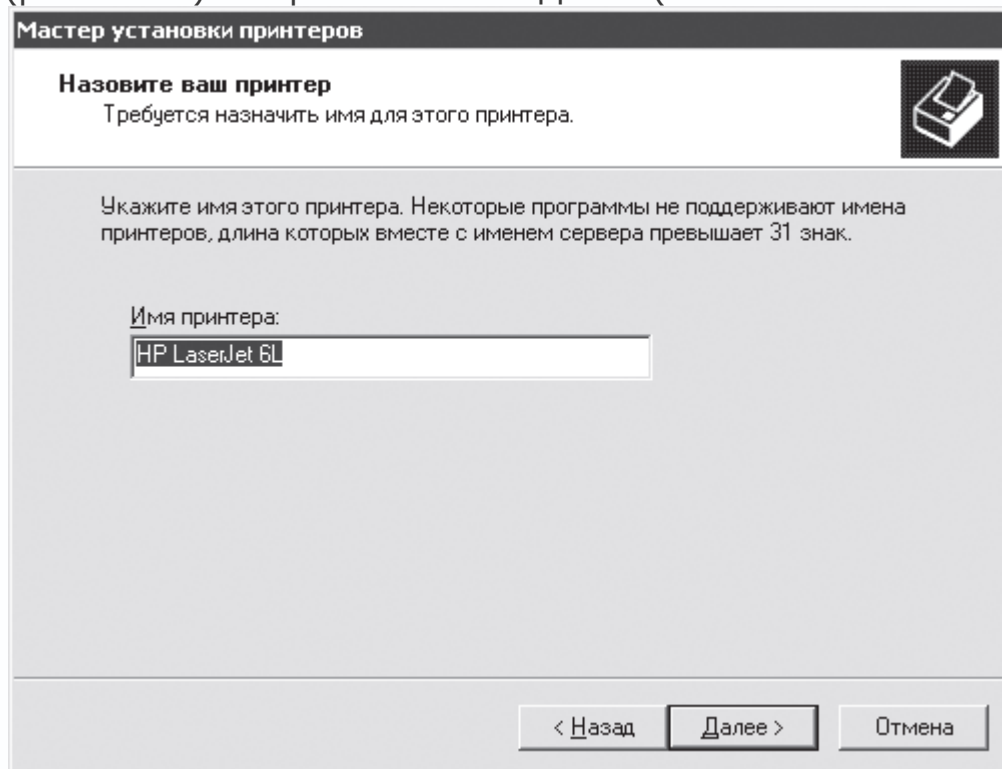 Мастер установки принтеров
Назовите ваш принтер
Требуется назначить имя для этого принтера.
Укажите имя этого принтера. Некоторые программы не поддерживают имена
принтеров, длина которых вместе с именем сервера превышает 31 знак.
Имя принтера:
HP LaserJet 6L
< Назад
Далее >
Отмена